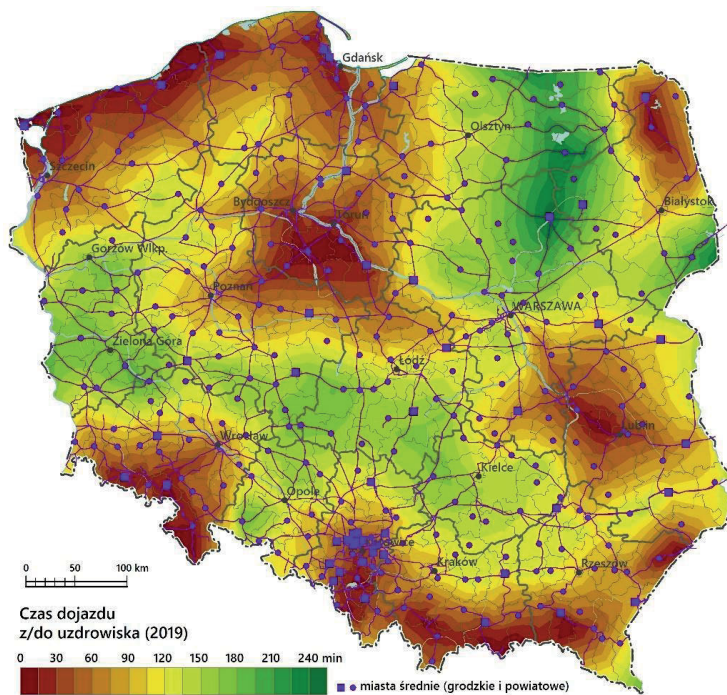 Gdańsk
Olsztyn
Szczecin
Bydgoszcz
Toruń
Białystok
Gorzów Wlkp.
Poznań
WARSZAWA
Zielona Góra
Łódź
Lublin
Wrocław
Kielce
Opole
Katowice
Kraków
Rzeszów
0 50 100 km
Czas dojazdu
z/do uzdrowiska (2019)
0 30 60 90 120 150 180 210 240 min
miasta średnie (grodzkie i powiatowe)